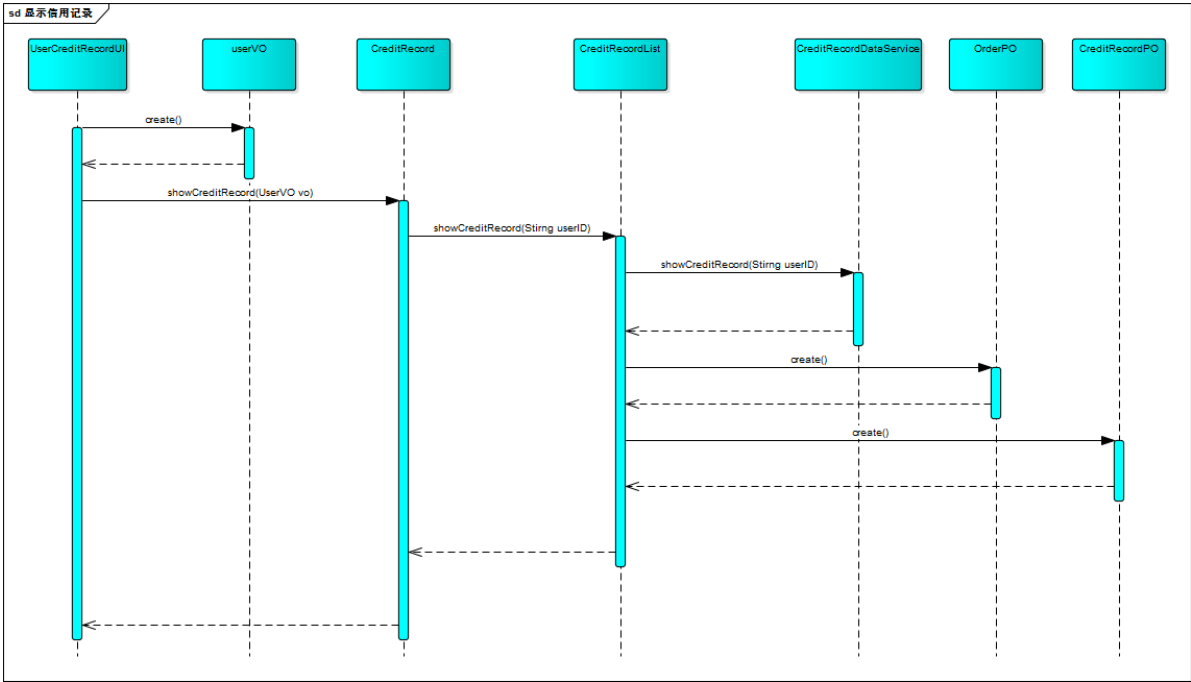 sd 显示信用记录
UserCreditRecordUI
userVO
CreditRecord
CreditRecordList
CreditRecordDataService
OrderPO
CreditRecordPO
create()
showCreditRecord(UserVO vo)
showCreditRecord(Stirng userID)
showCreditRecord(Stirng userID)
create()
create()